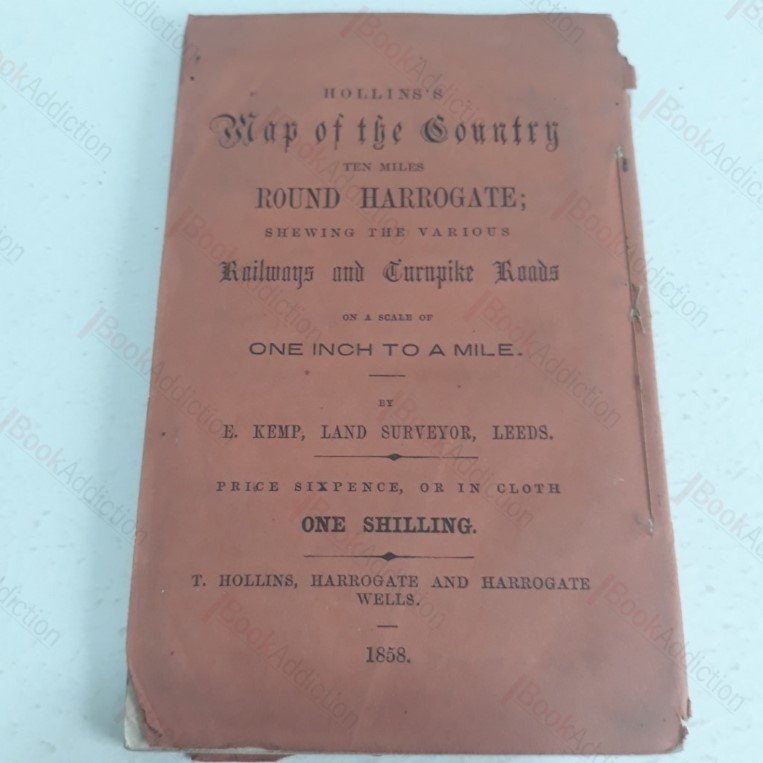 HOLLINS'S
Map of the Country
TEN MILES
ROUND HARROGATE;
SHEWING THE VARIOUS
Railways and Turnpike Roads
ON A SCALE OF
ONE INCH TO A MILE.
BY
E. KEMP, LAND SURVEYOR, LEEDS.
PRICE SIXPENCE, OR IN CLOTH
ONE SHILLING.
T. HOLLINS, HARROGATE AND HARROGATE
WELLS.
1858.
BookAddiction